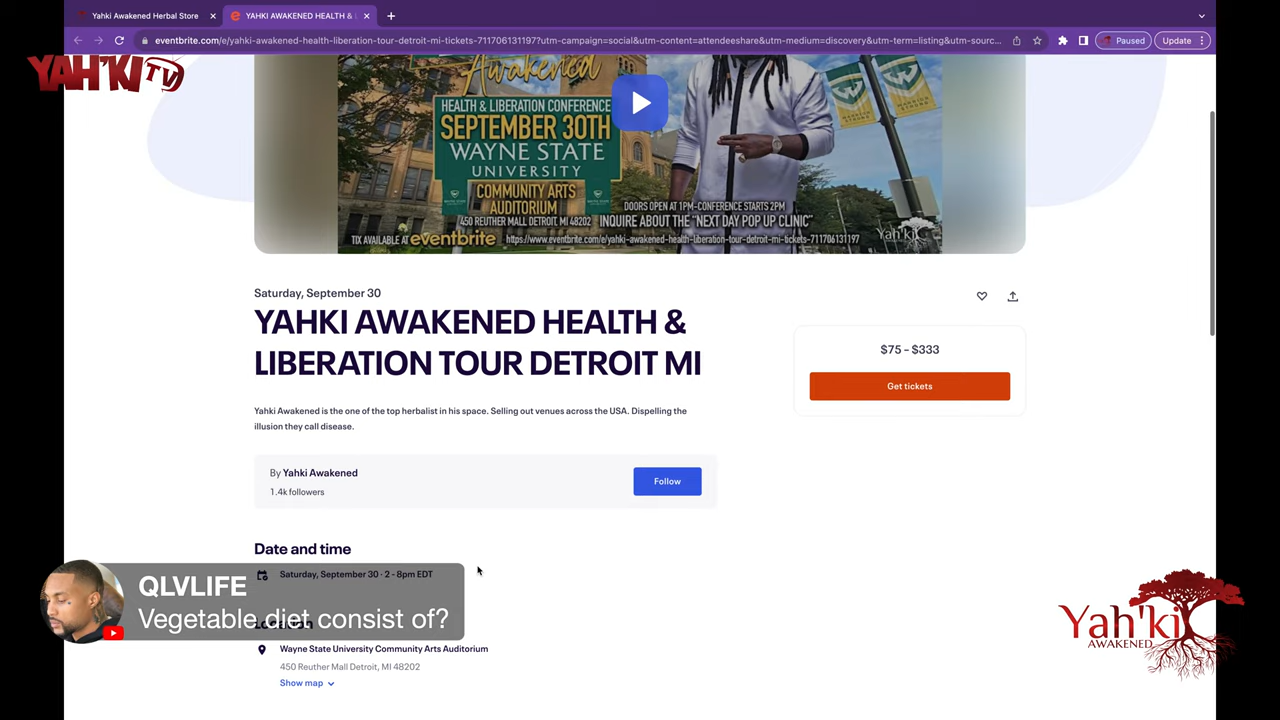 Yahki Awakened Herbal Store
YAHKI AWAKENED HEALTH &
eventbrite.com/e/yahki-awakened-health-liberation-tour-detroit-mi-tickets-711706131197?utm-campaign=social&utm-content=attendeeshare&utm-medium=discovery&utm-term=listing&utm-sourc...
Paused
Update
YAH'KI TV
Awakened
HEALTH & LIBERATION CONFERENCE
SEPTEMBER 30TH
WAYNE STATE
UNIVERSITY
COMMUNITY ARTS
AUDITORIUM
450 REUTHER MALL DETROIT, MI 48202
DOORS OPEN AT 1PM-CONFERENCE STARTS 2PM
INQUIRE ABOUT THE "NEXT DAY POP UP CLINIC"
TIX AVAILABLE AT eventbrite
https://www.eventbrite.com/e/yahki-awakened-health-liberation-tour-detroit-mi-tickets-711706131197
Yah'ki
WARRIOR
STRONG
Saturday, September 30
YAHKI AWAKENED HEALTH &
LIBERATION TOUR DETROIT MI
$75 – $333
Get tickets
Yahki Awakened is the one of the top herbalist in his space. Selling out venues across the USA. Dispelling the
illusion they call disease.
By Yahki Awakened
1.4k followers
Follow
Date and time
Saturday, September 30 · 2 - 8pm EDT
QLVLIFE
Vegetable diet consist of?
Location
Wayne State University Community Arts Auditorium
450 Reuther Mall Detroit, MI 48202
Show map
Yah'ki
AWAKENED